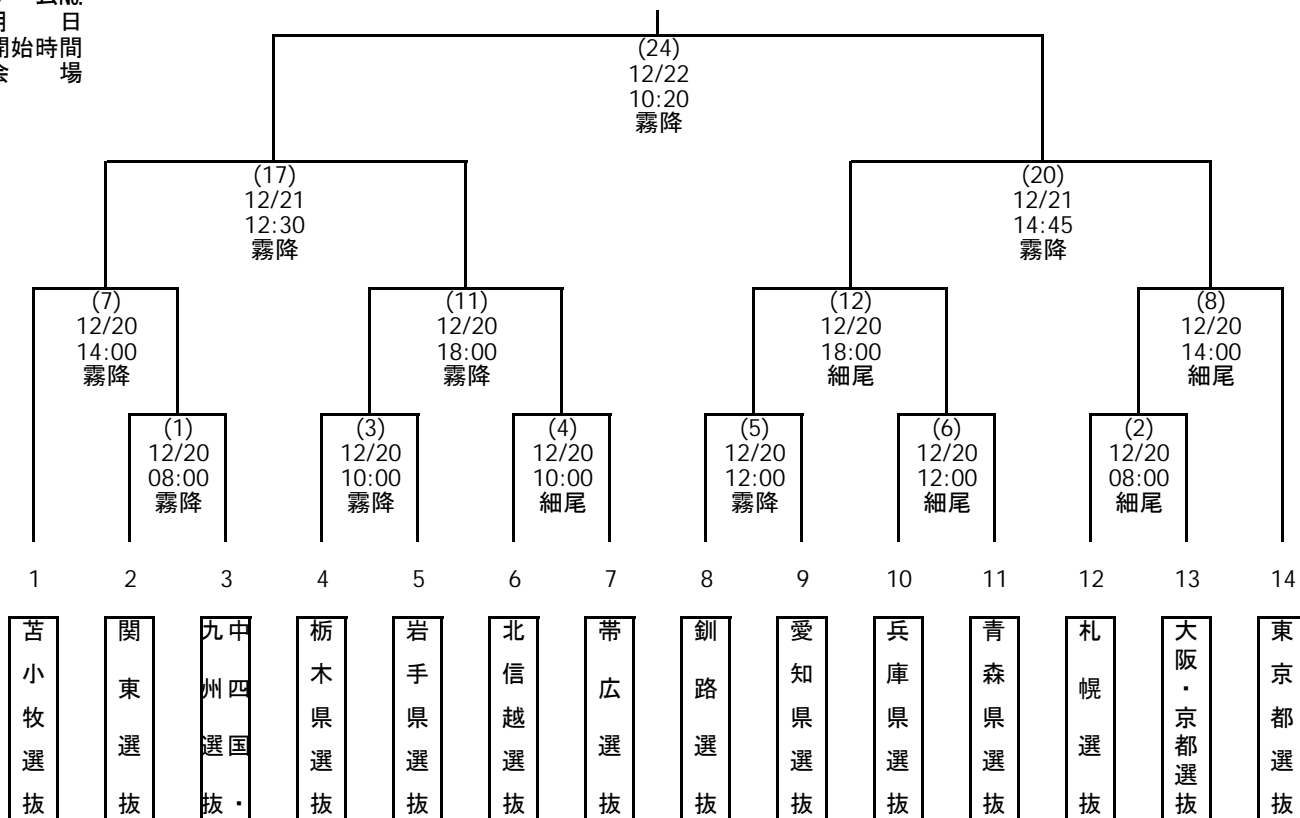 ム№
月 日
開始時間
会 場
(24)
12/22
10:20
霧降
(17)
12/21
12:30
霧降
(20)
12/21
14:45
霧降
(7)
12/20
14:00
霧降
(11)
12/20
18:00
霧降
(12)
12/20
18:00
細尾
(8)
12/20
14:00
細尾
(1)
12/20
08:00
霧降
(3)
12/20
10:00
霧降
(4)
12/20
10:00
細尾
(5)
12/20
12:00
霧降
(6)
12/20
12:00
細尾
(2)
12/20
08:00
細尾
1 2 3 4 5 6 7 8 9 10 11 12 13 14
苫小牧選抜
関東選抜
中四国・
九州選抜
栃木県選抜
岩手県選抜
北信越選抜
帯広選抜
釧路選抜
愛知県選抜
兵庫県選抜
青森県選抜
札幌選抜
大阪・京都選抜
東京都選抜